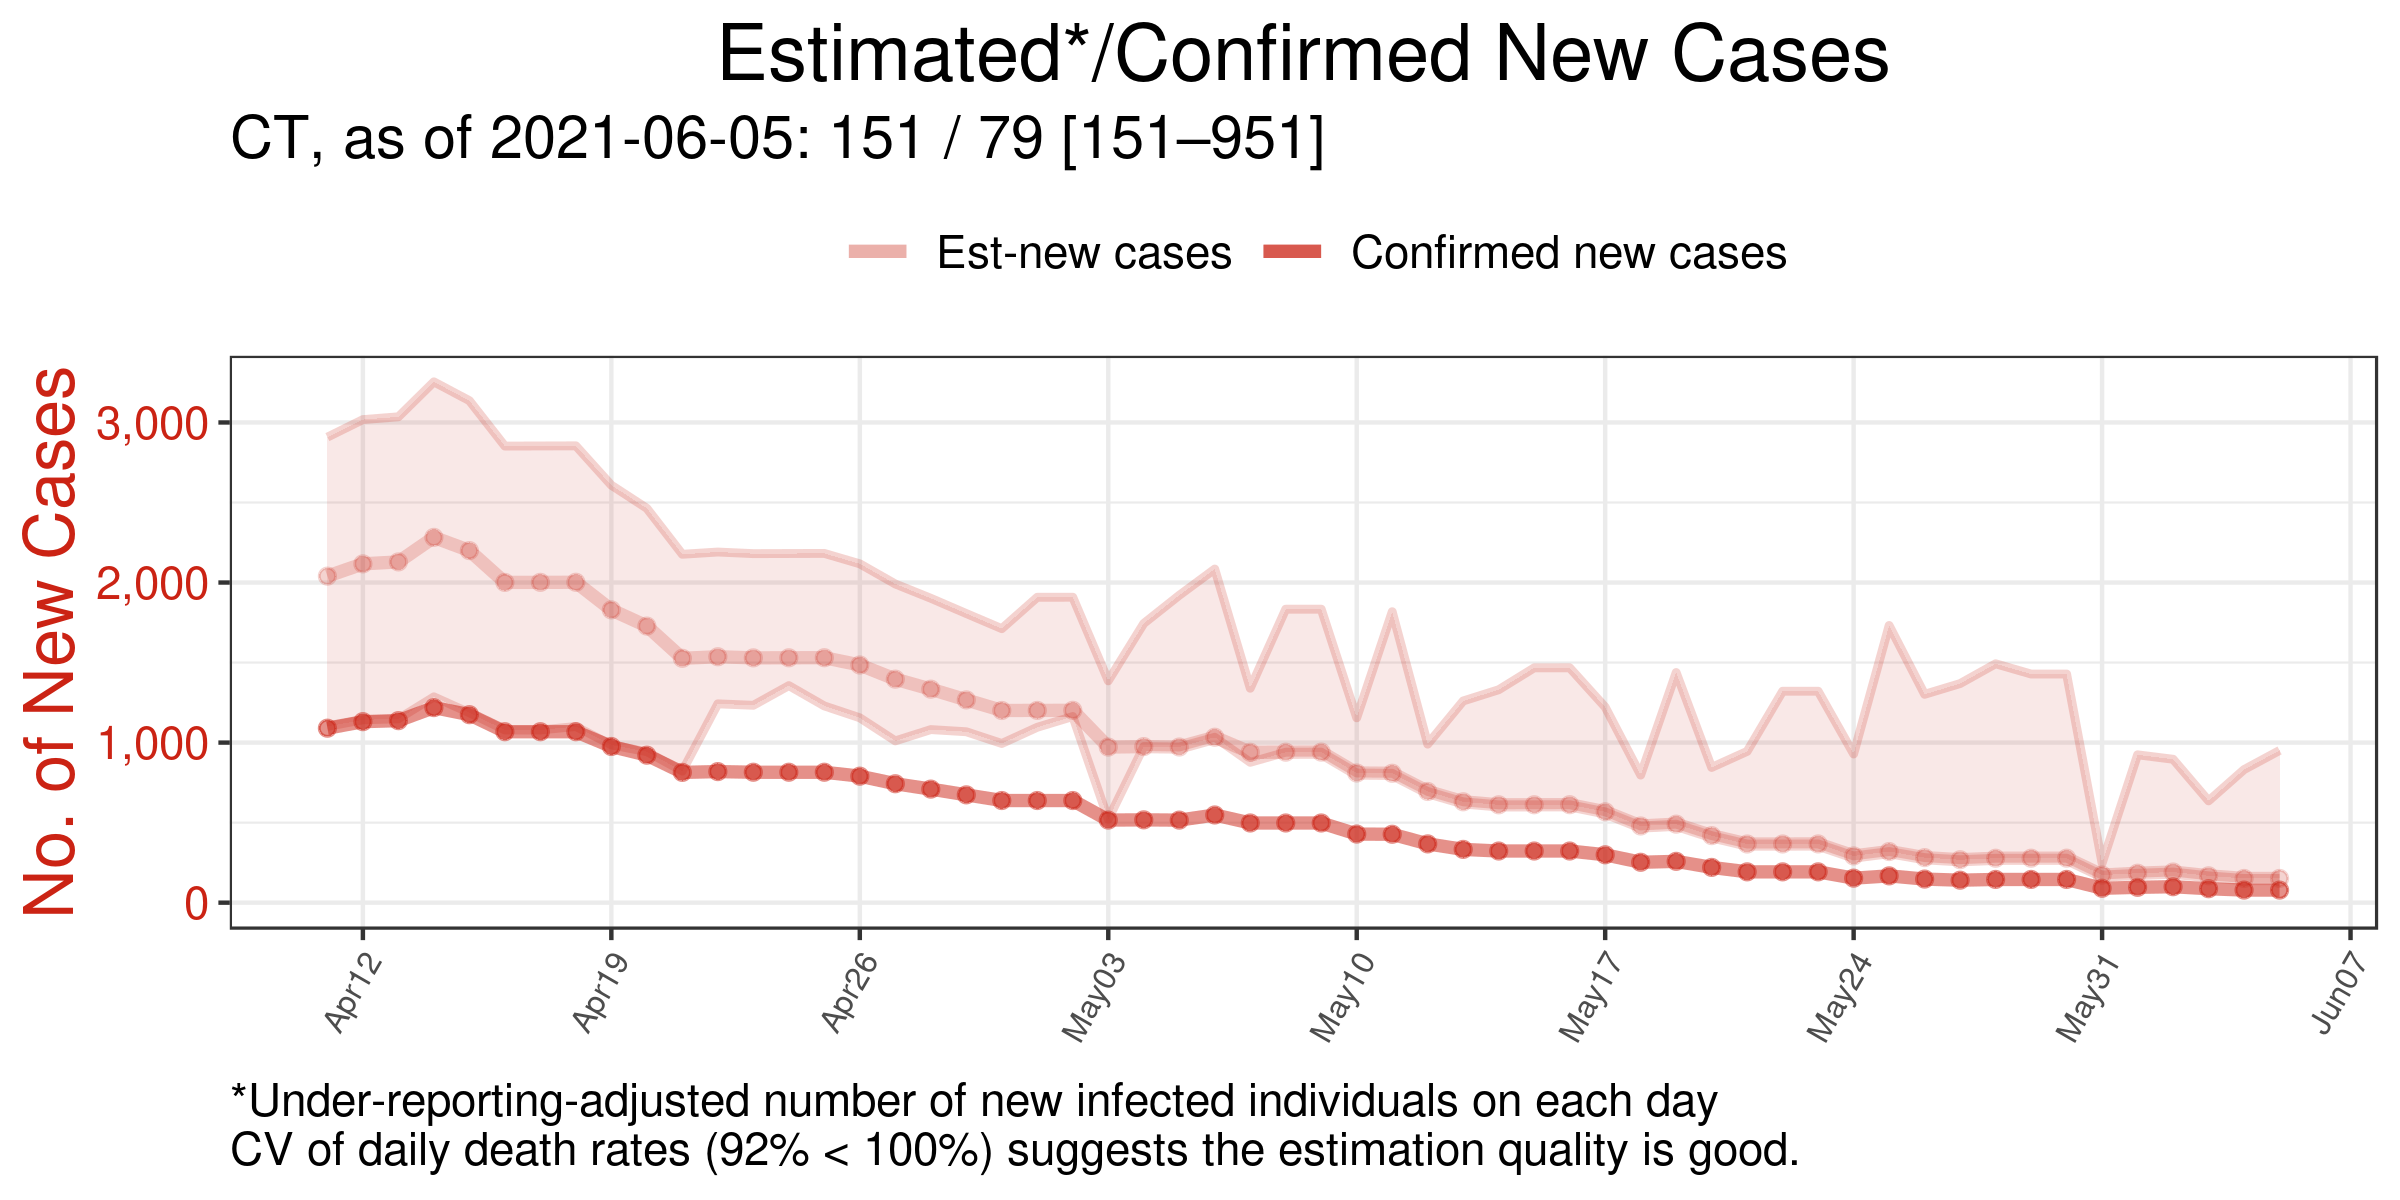 Estimated*/Confirmed New Cases
CT, as of 2021-06-05: 151 / 79 [151–951]
Est-new cases Confirmed new cases
No. of New Cases
3,000
2,000
1,000
0
Apr12 Apr19 Apr26 May03 May10 May17 May24 May31 Jun07
*Under-reporting-adjusted number of new infected individuals on each day
CV of daily death rates (92% < 100%) suggests the estimation quality is good.